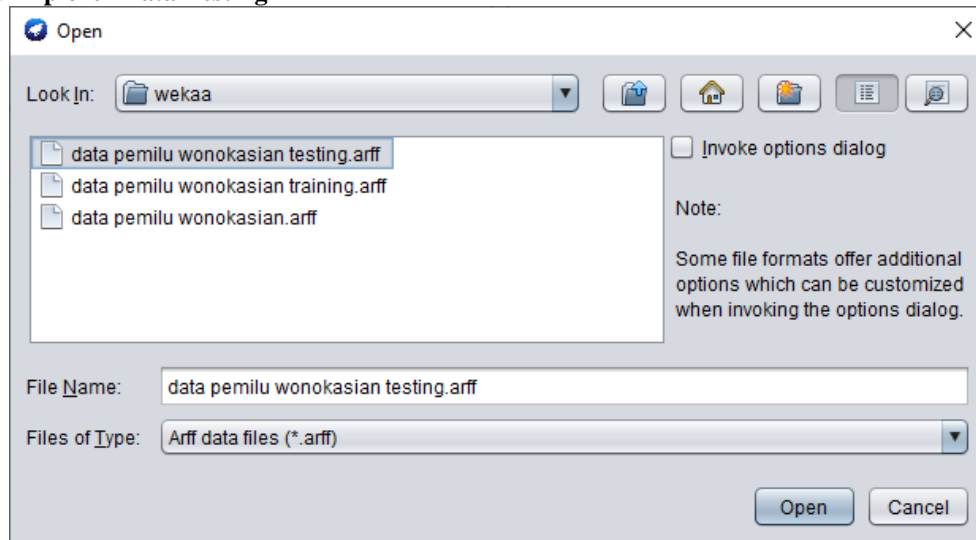 Open
Look In: wekaa
data pemilu wonokasian testing.arff
data pemilu wonokasian training.arff
data pemilu wonokasian.arff
Invoke options dialog
Note:
Some file formats offer additional
options which can be customized
when invoking the options dialog.
File Name: data pemilu wonokasian testing.arff
Files of Type: Arff data files (*.arff)
Open Cancel